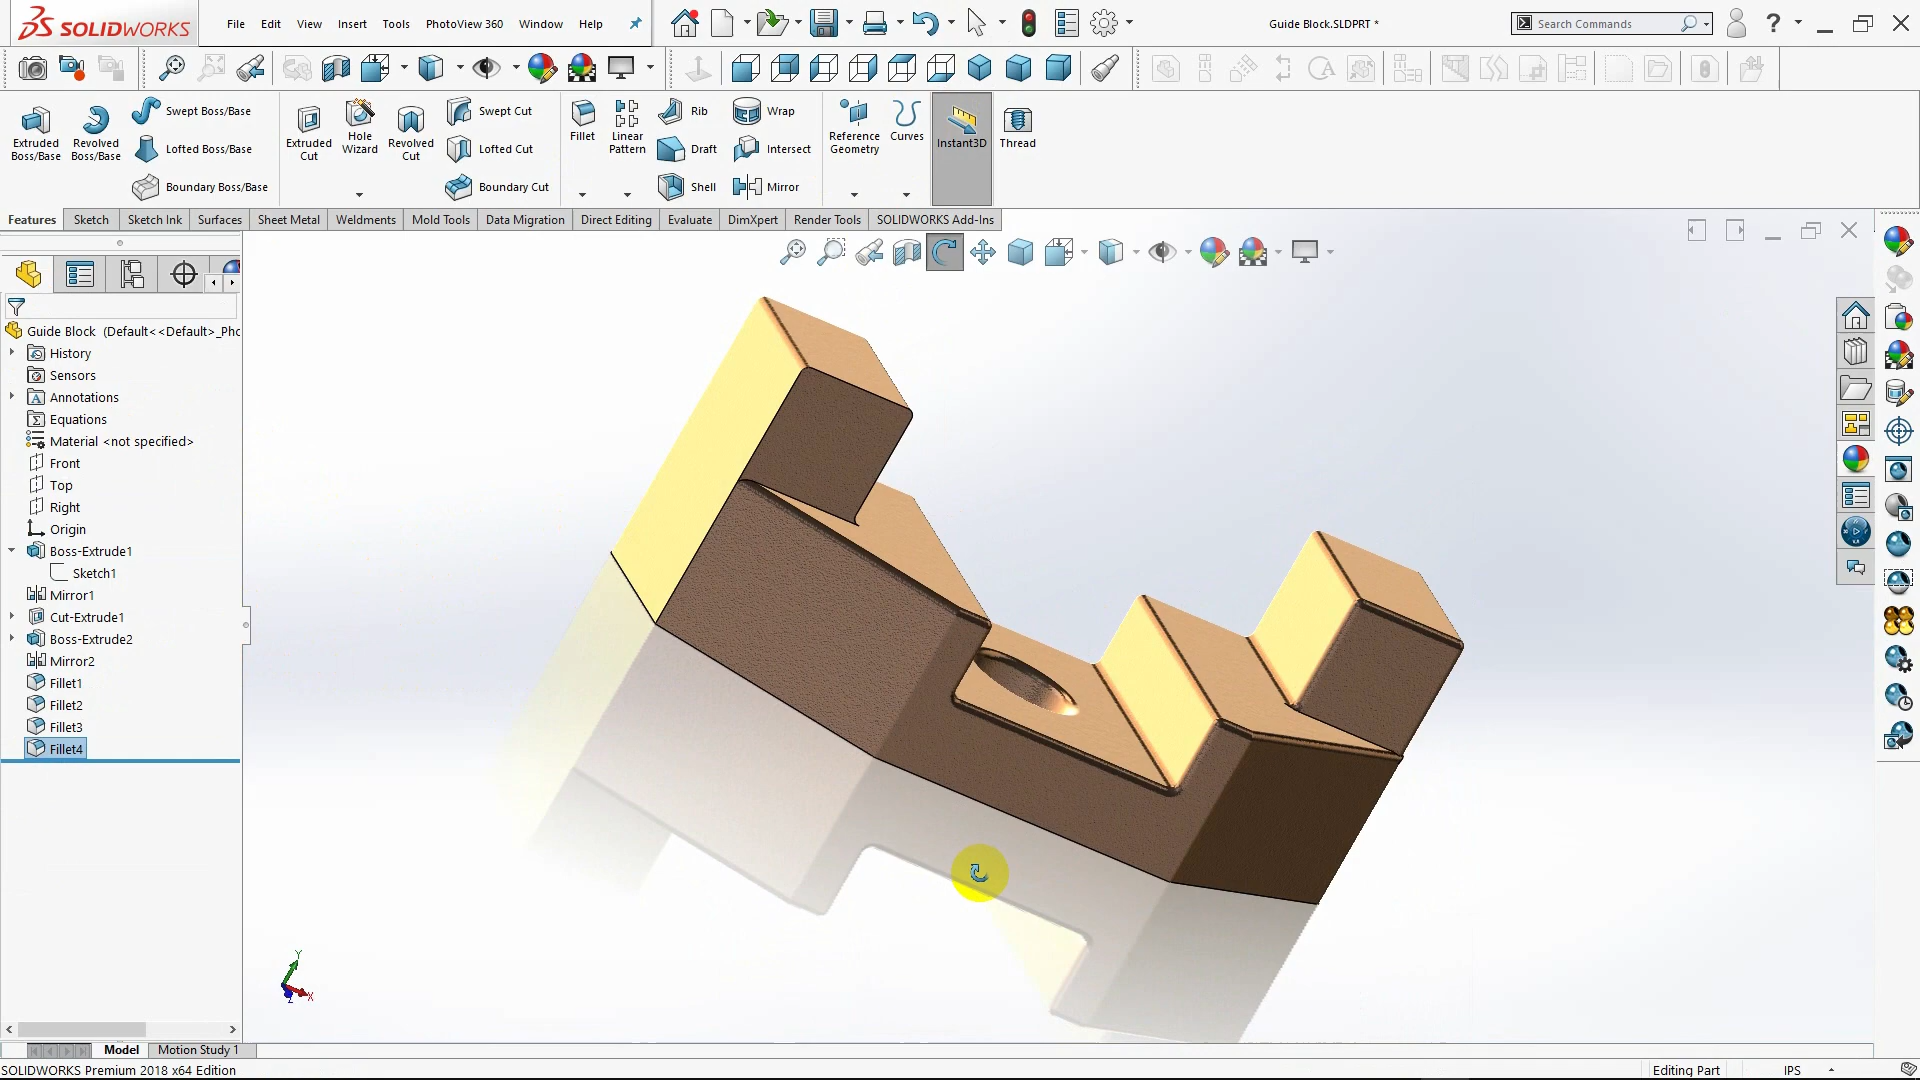 SOLIDWORKS File Edit View Insert Tools PhotoView 360 Window Help Guide Block.SLDPRT * Search Commands ?
Extruded Boss/Base
Revolved Boss/Base
Swept Boss/Base
Lofted Boss/Base
Boundary Boss/Base
Extruded Cut
Hole Wizard
Revolved Cut
Swept Cut
Lofted Cut
Boundary Cut
Fillet
Linear Pattern
Rib
Draft
Shell
Wrap
Intersect
Mirror
Reference Geometry
Curves
Instant3D
Thread
Features Sketch Sketch Ink Surfaces Sheet Metal Weldments Mold Tools Data Migration Direct Editing Evaluate DimXpert Render Tools SOLIDWORKS Add-Ins
Guide Block (Default<<Default>_Pho
History
Sensors
Annotations
Equations
Material <not specified>
Front
Top
Right
Origin
Boss-Extrude1
Sketch1
Mirror1
Cut-Extrude1
Boss-Extrude2
Mirror2
Fillet1
Fillet2
Fillet3
Fillet4
Y
X
Z
Model Motion Study 1
SOLIDWORKS Premium 2018 x64 Edition Editing Part IPS